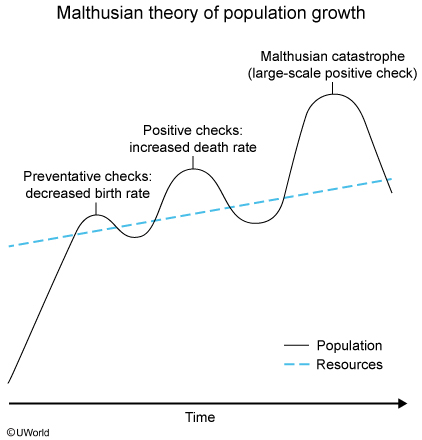 Malthusian theory of population growth
Malthusian catastrophe
(large-scale positive check)
Positive checks:
increased death rate
Preventative checks:
decreased birth rate
Population
Resources
Time
©UWorld